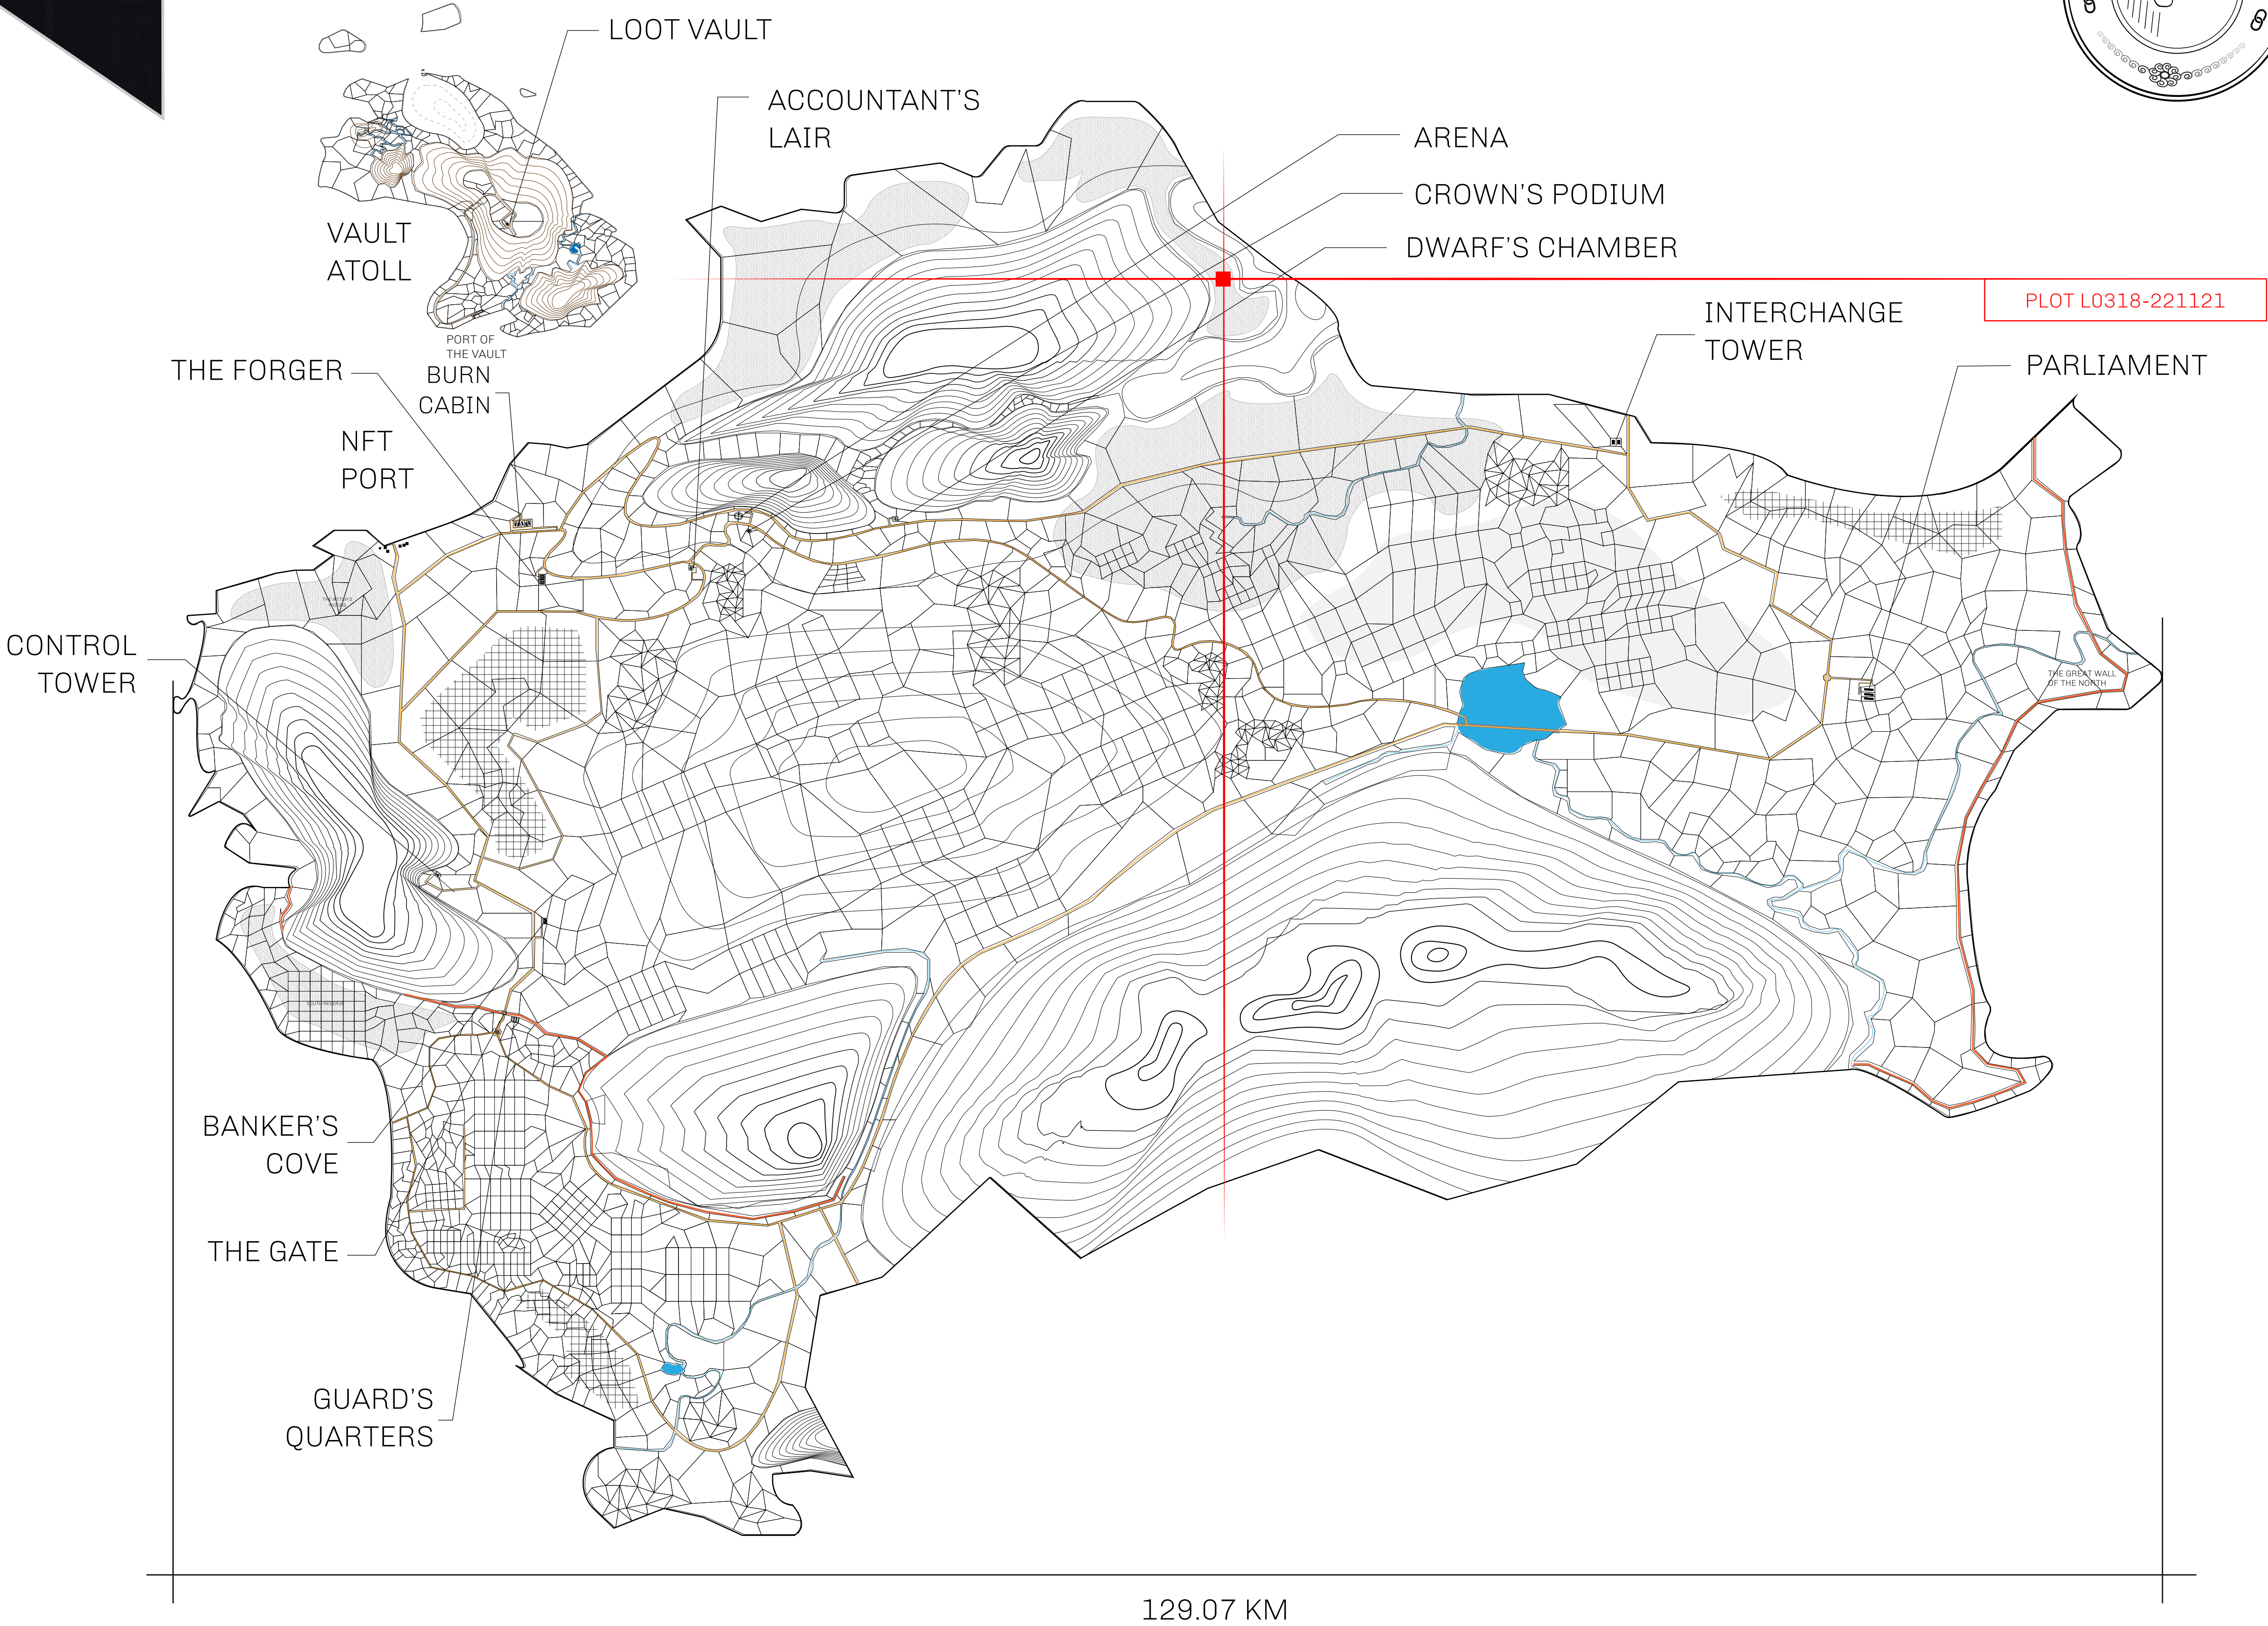 LOOT VAULT
ACCOUNTANT'S
LAIR
ARENA
CROWN'S PODIUM
DWARF'S CHAMBER
VAULT
ATOLL
PLOT L0318-221121
INTERCHANGE
TOWER
PARLIAMENT
PORT OF
THE VAULT
THE FORGER
BURN
CABIN
NFT
PORT
CONTROL
TOWER
THE GREAT WALL
OF THE NORTH
SOUTH RESERVE
BANKER'S
COVE
THE GATE
GUARD'S
QUARTERS
129.07 KM